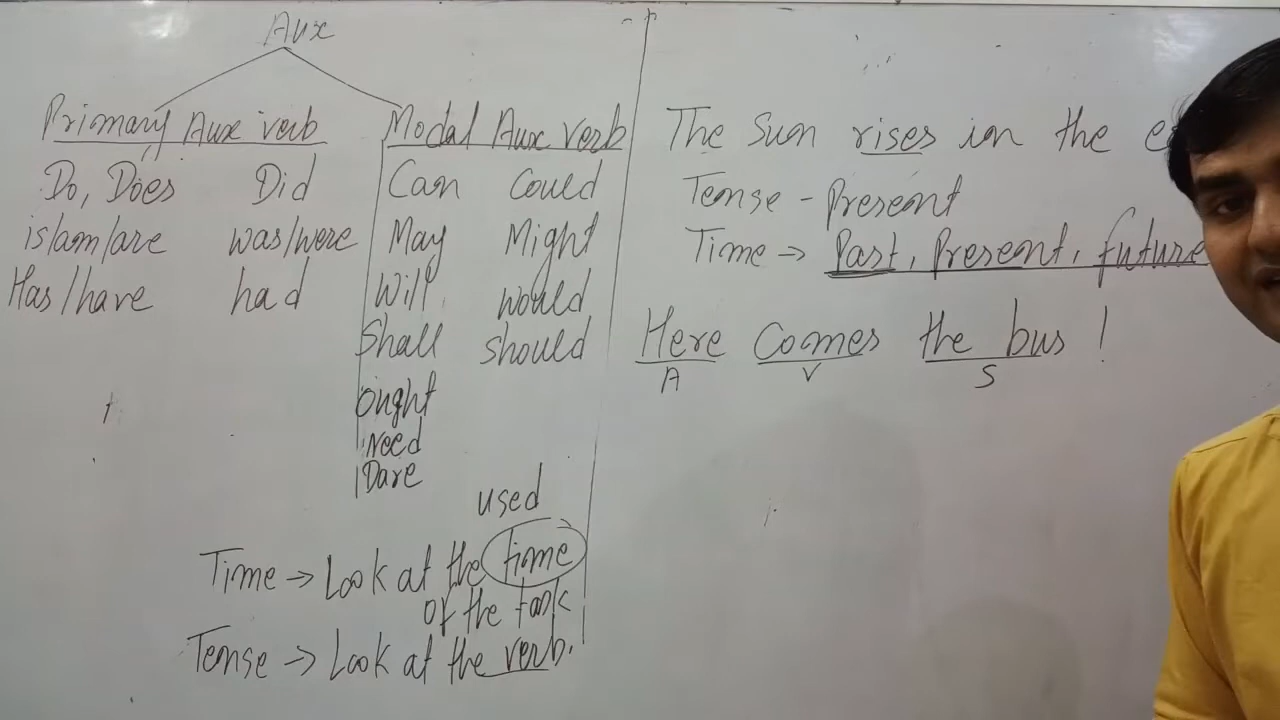 Aux
Primary Aux verb
Do, Does Did
is/am/are was/were
Has/have had
Modal Aux Verb
Can Could
May Might
Will would
Shall should
ought
Need
Dare
used
Time → Look at the time
of the task
Tense → Look at the verb.
The Sun rises in the
Tense - Present
Time → Past, Present, future
Here Comes the bus !
A V S